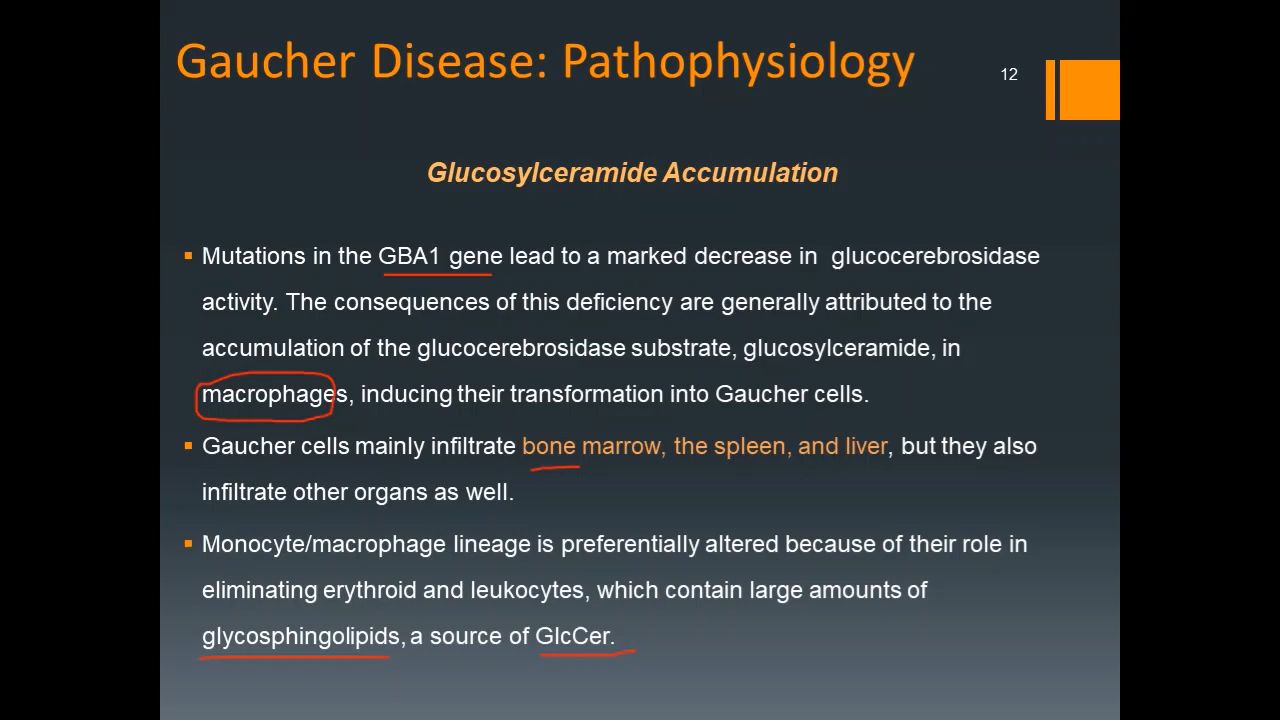 Gaucher Disease: Pathophysiology
12
Glucosylceramide Accumulation
Mutations in the GBA1 gene lead to a marked decrease in glucocerebrosidase
activity. The consequences of this deficiency are generally attributed to the
accumulation of the glucocerebrosidase substrate, glucosylceramide, in
macrophages, inducing their transformation into Gaucher cells.
Gaucher cells mainly infiltrate bone marrow, the spleen, and liver, but they also
infiltrate other organs as well.
Monocyte/macrophage lineage is preferentially altered because of their role in
eliminating erythroid and leukocytes, which contain large amounts of
glycosphingolipids, a source of GlcCer.